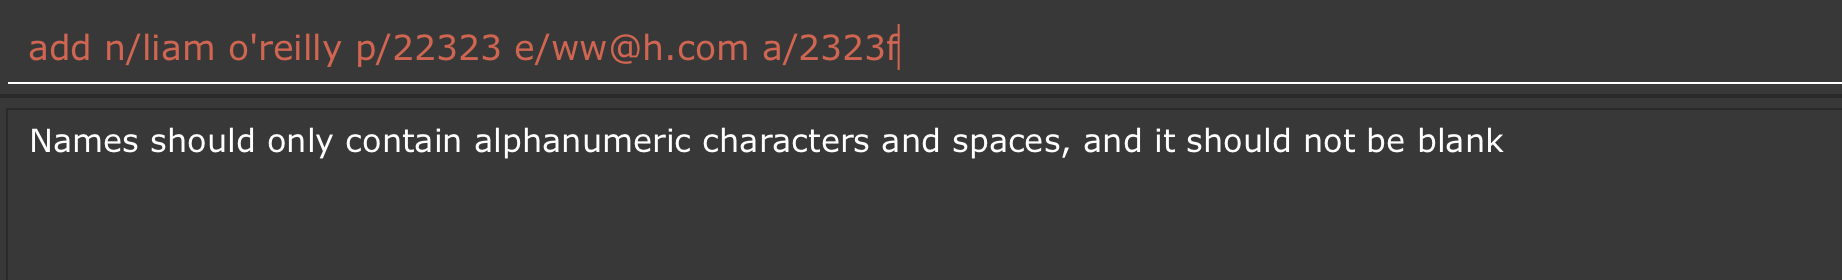 add n/liam o'reilly p/22323 e/ww@h.com a/2323f
Names should only contain alphanumeric characters and spaces, and it should not be blank